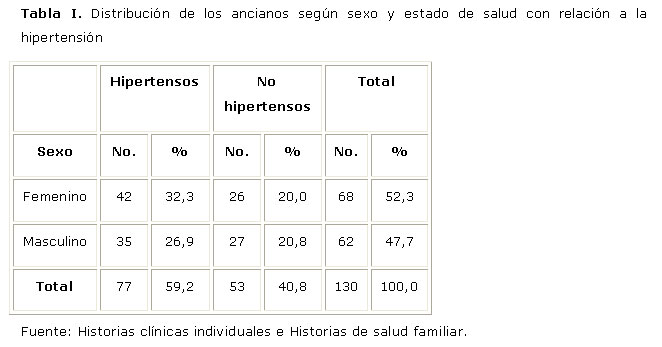 Tabla I. Distribución de los ancianos según sexo y estado de salud con relación a la
hipertensión
Hipertensos No hipertensos Total
Sexo No. % No. % No. %
Femenino 42 32,3 26 20,0 68 52,3
Masculino 35 26,9 27 20,8 62 47,7
Total 77 59,2 53 40,8 130 100,0
Fuente: Historias clínicas individuales e Historias de salud familiar.